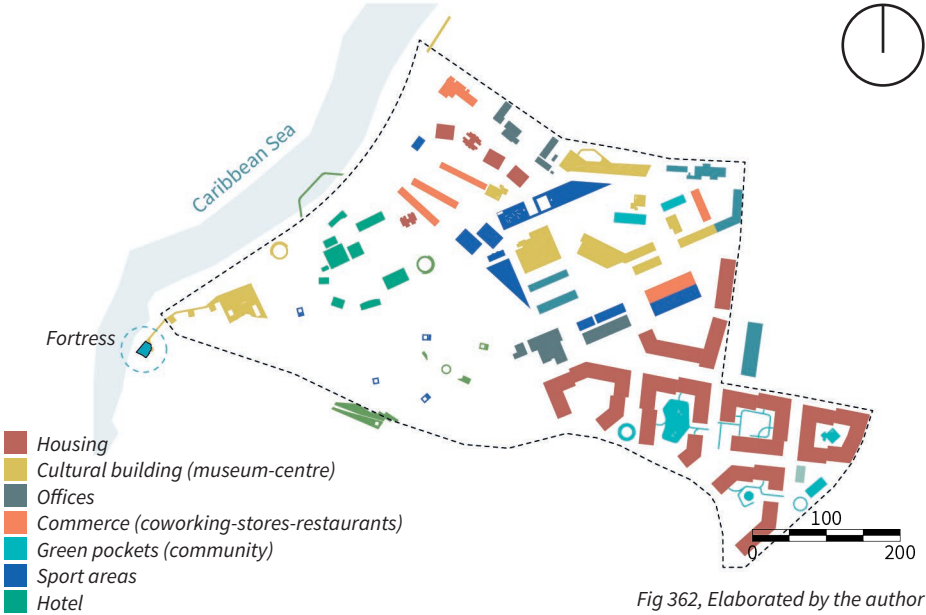 Caribbean Sea
Fortress
Housing
Cultural building (museum-centre)
Offices
Commerce (coworking-stores-restaurants)
Green pockets (community)
Sport areas
Hotel
100
0
200
Fig 362, Elaborated by the author